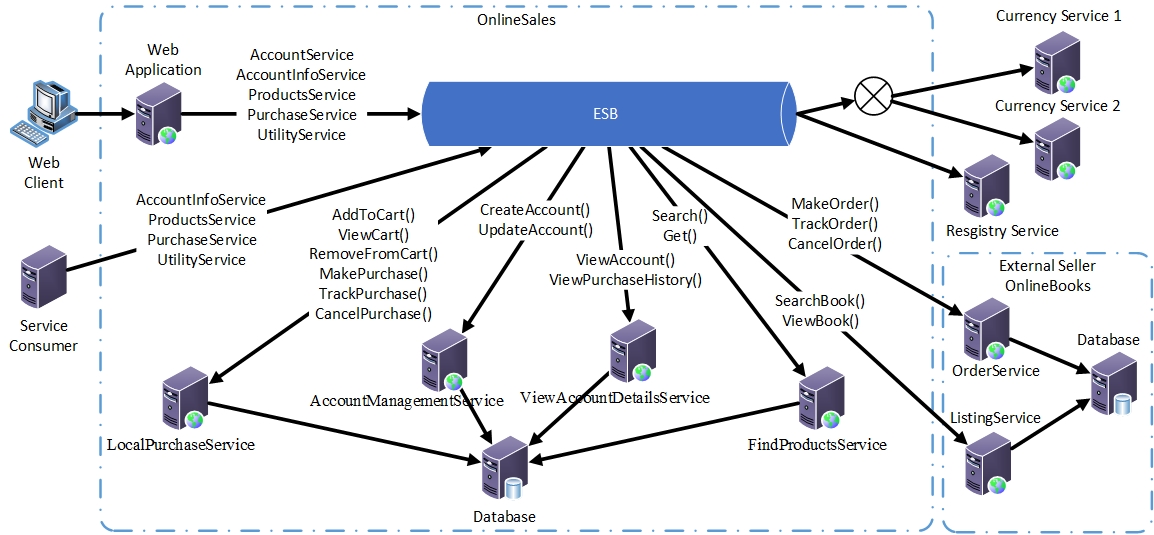 OnlineSales
Currency Service 1
Web
Application
AccountService
AccountInfoService
ProductsService
PurchaseService
UtilityService
ESB
Currency Service 2
Web
Client
AccountInfoService
ProductsService
PurchaseService
UtilityService
AddToCart()
ViewCart()
RemoveFromCart()
MakePurchase()
TrackPurchase()
CancelPurchase()
CreateAccount()
UpdateAccount()
ViewAccount()
ViewPurchaseHistory()
Search()
Get()
MakeOrder()
TrackOrder()
CancelOrder()
Resgistry Service
External Seller
OnlineBooks
SearchBook()
ViewBook()
Service
Consumer
Database
OrderService
AccountManagementService
ViewAccountDetailsService
ListingService
LocalPurchaseService
FindProductsService
Database